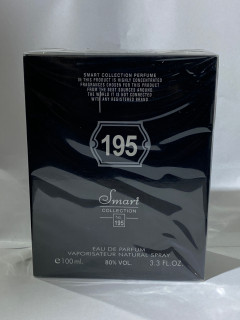 SMART COLLECTION PERFUME
IN THIS PRODUCT IS HIGHLY CONCENTRATED
FRAGRANCES CHOSEN FOR THIS PRODUCT
FROM THE BEST SOURCES AROUND
THE WORLD IT IS NOT CONNECTED
WITH ANY REGISTERED BRAND.
195
Smart
COLLECTION
No.
195
EAU DE PARFUM
VAPORISATEUR NATURAL SPRAY
e 100ml 80% VOL. 3.3 FL.OZ.